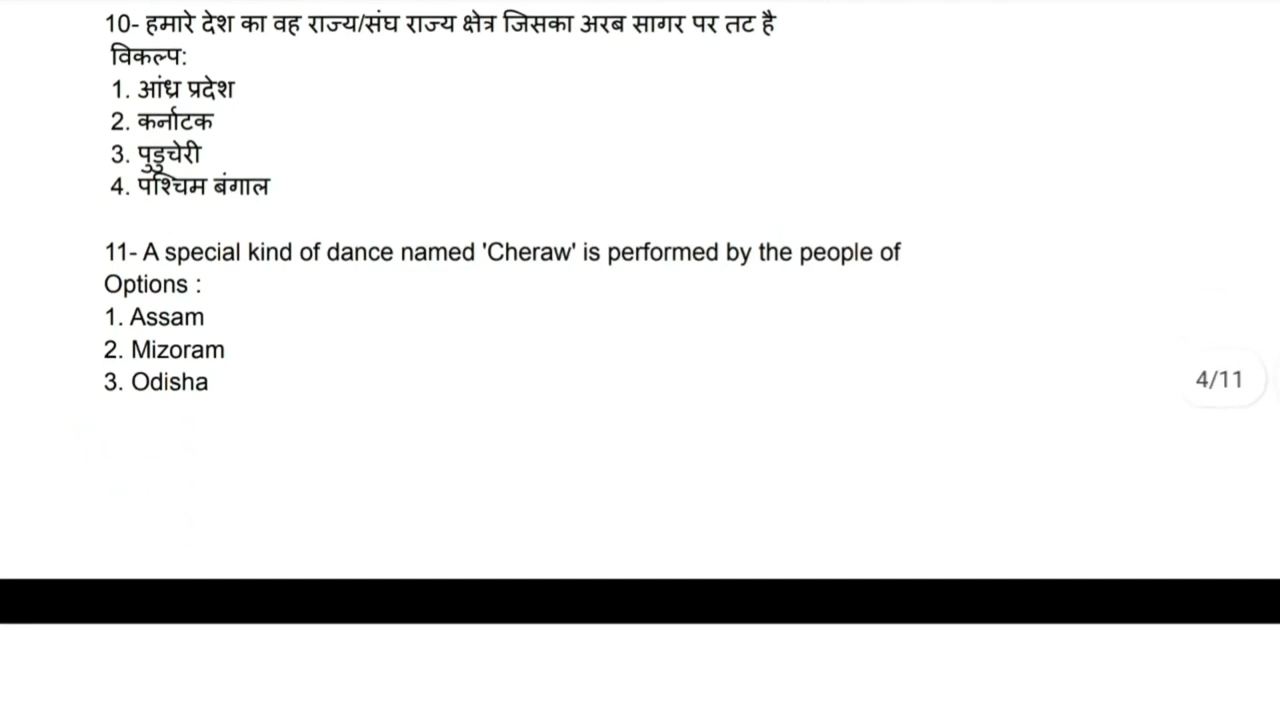 10- हमारे देश का वह राज्य/संघ राज्य क्षेत्र जिसका अरब सागर पर तट है
विकल्प:
1. आंध्र प्रदेश
2. कर्नाटक
3. पुडुचेरी
4. पश्चिम बंगाल
11- A special kind of dance named 'Cheraw' is performed by the people of
Options :
1. Assam
2. Mizoram
3. Odisha
4/11